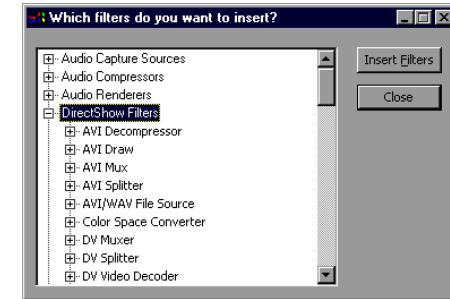 Which filters do you want to insert?
Audio Capture Sources
Audio Compressors
Audio Renderers
DirectShow Filters
AVI Decompressor
AVI Draw
AVI Mux
AVI Splitter
AVI/WAV File Source
Color Space Converter
DV Muxer
DV Splitter
DV Video Decoder
Insert Filters
Close